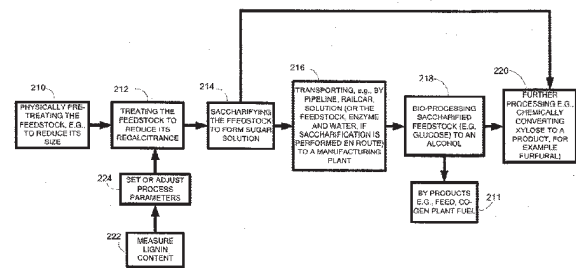 210
PHYSICALLY PRE-
TREATING THE
FEEDSTOCK, E.G.,
TO REDUCE ITS
SIZE
212
TREATING THE
FEEDSTOCK TO
REDUCE ITS
RECALCITRANCE
214
SACCHARIFYING
THE FEEDSTOCK
TO FORM SUGAR
SOLUTION
216
TRANSPORTING, e.g., BY
PIPELINE, RAILCAR,
SOLUTION (OR THE
FEEDSTOCK, ENZYME
AND WATER, IF
SACCHARIFICATION IS
PERFORMED EN ROUTE)
TO A MANUFACTURING
PLANT
218
BIO-PROCESSING
SACCHARIFIED
FEEDSTOCK (E.G.
GLUCOSE) TO AN
ALCOHOL
220
FURTHER
PROCESSING E.G.,
CHEMICALLY
CONVERTING
XYLOSE TO A
PRODUCT, FOR
EXAMPLE
FURFURAL)
224
SET OR ADJUST
PROCESS
PARAMETERS
222
MEASURE
LIGNIN
CONTENT
BY PRODUCTS
E.G., FEED, CO-
GEN PLANT FUEL
211